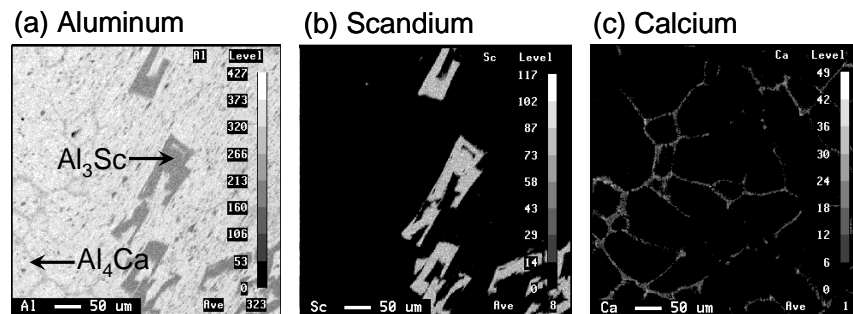 (a) Aluminum
Al Level
427
373
320
266
213
160
106
53
0
Al₃Sc
Al₄Ca
Al 50 um Ave 323
(b) Scandium
Sc Level
117
102
87
73
58
43
29
14
0
Sc 50 um Ave 8
(c) Calcium
Ca Level
49
42
36
30
24
18
12
6
0
Ca 50 um Ave 1